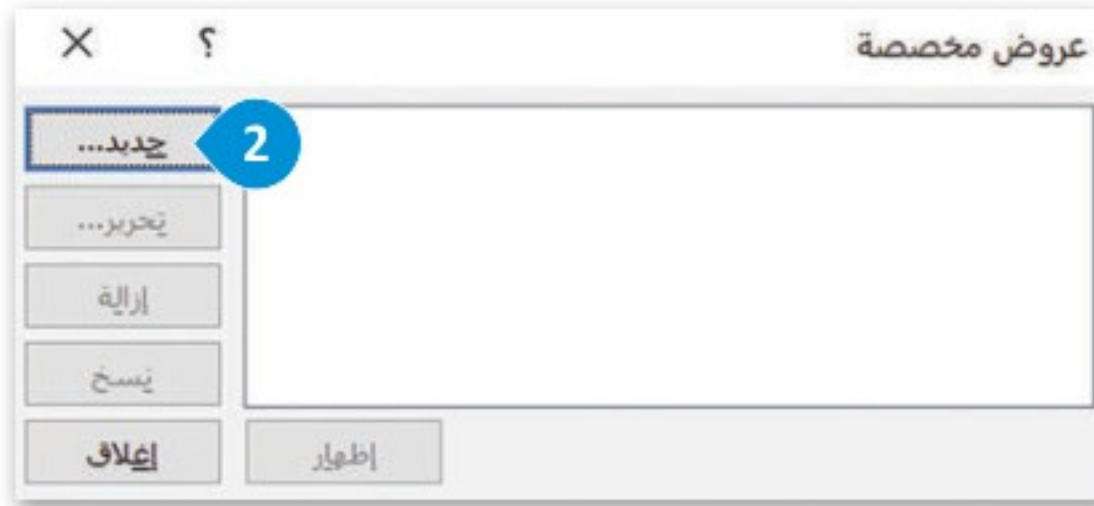 عروض مخصصة ؟ ×
جديد...
2
تحرير...
إزالة
نسخ
إغلاق
إظهار